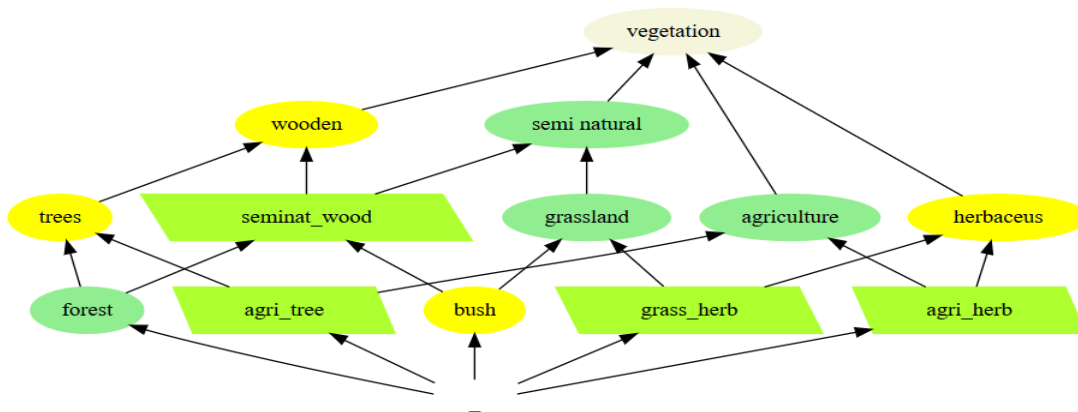 vegetation
wooden
semi natural
trees
seminat_wood
grassland
agriculture
herbaceus
forest
agri_tree
bush
grass_herb
agri_herb